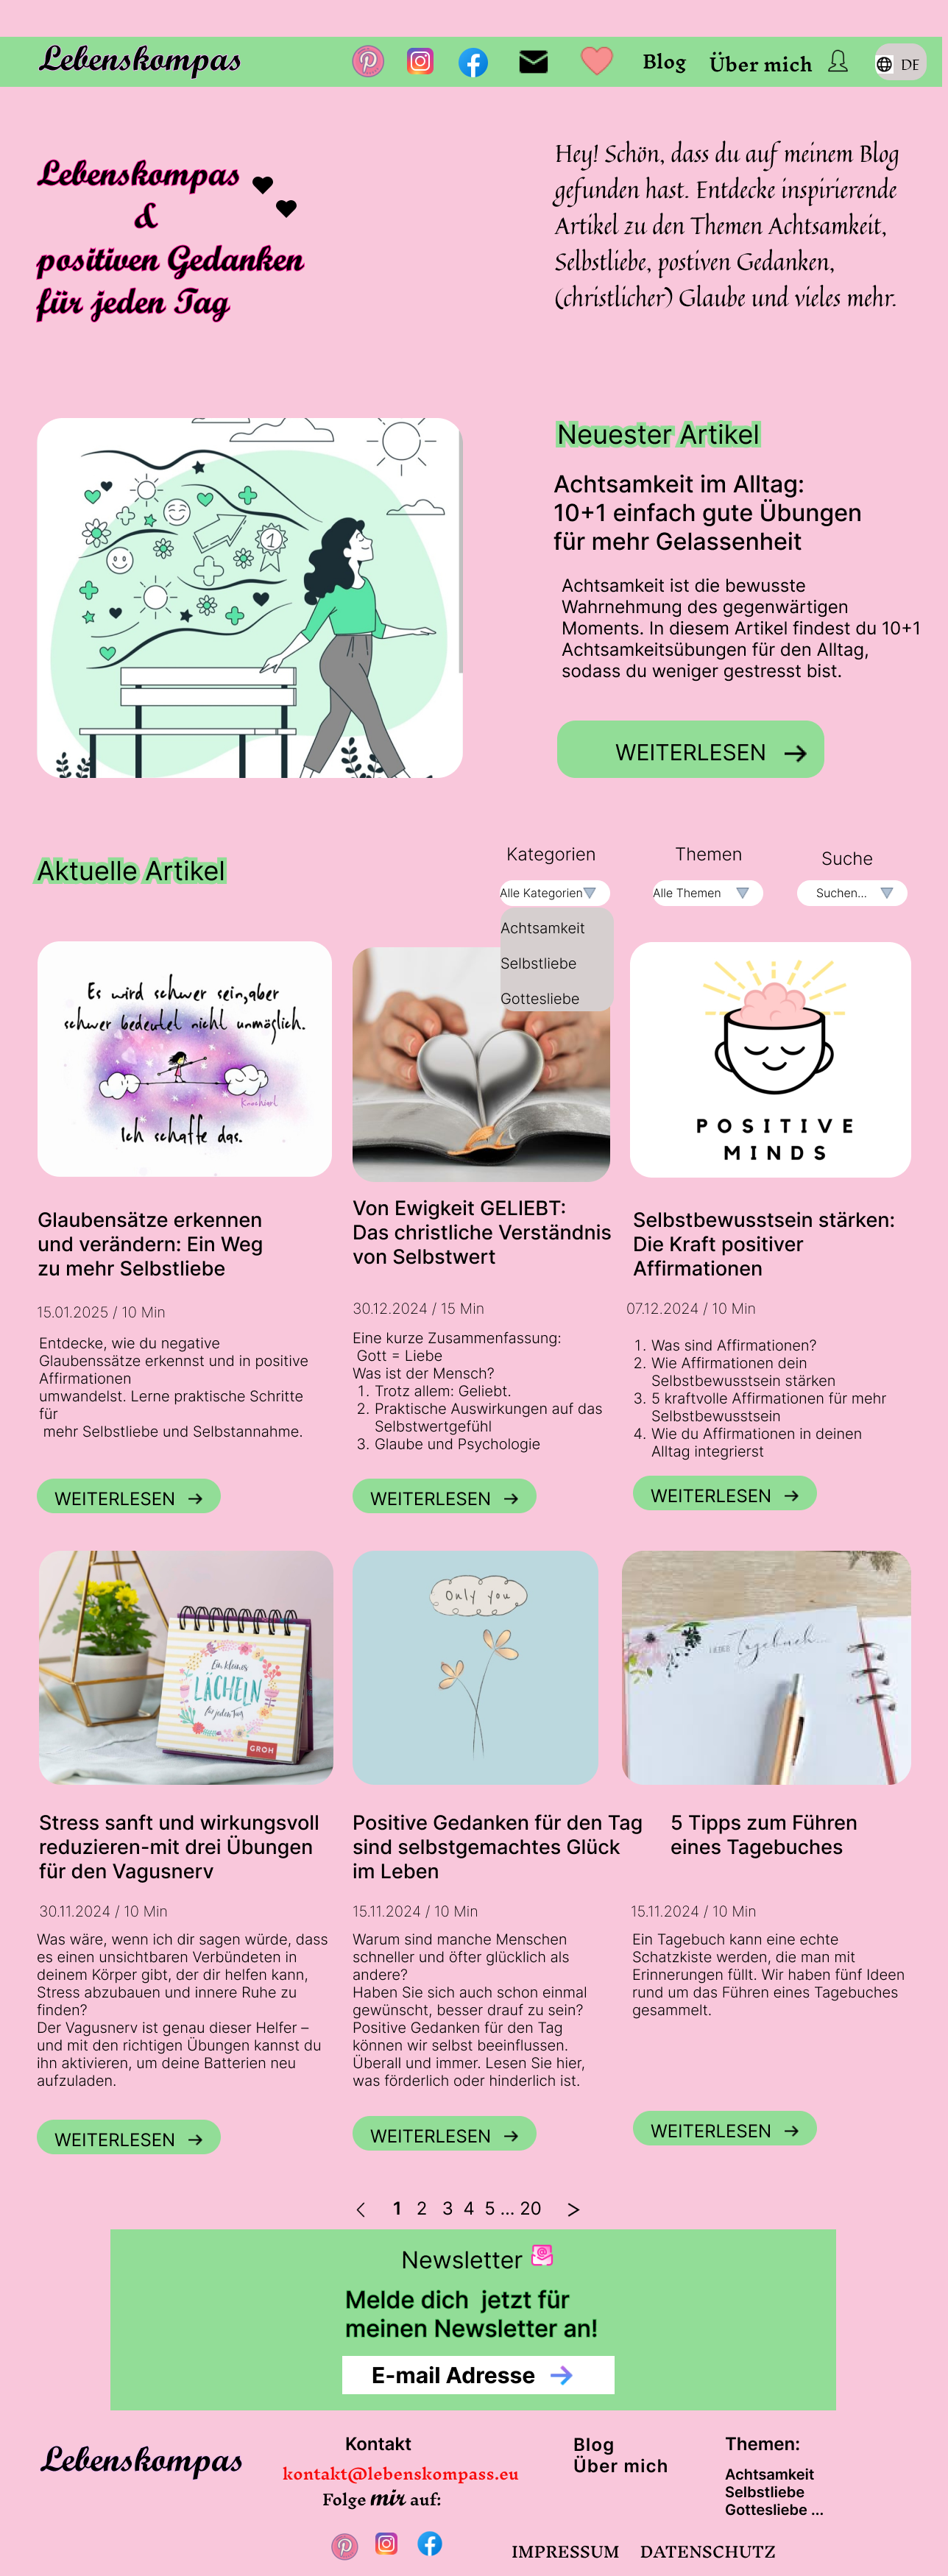 Lebenskompas
Blog
Über mich
DE
Lebenskompas
&
positiven Gedanken
für jeden Tag
Hey! Schön, dass du auf meinem Blog
gefunden hast. Entdecke inspirierende
Artikel zu den Themen Achtsamkeit,
Selbstliebe, postiven Gedanken,
(christlicher) Glaube und vieles mehr.
1
Neuester Artikel
Achtsamkeit im Alltag:
10+1 einfach gute Übungen
für mehr Gelassenheit
Achtsamkeit ist die bewusste
Wahrnehmung des gegenwärtigen
Moments. In diesem Artikel findest du 10+1
Achtsamkeitsübungen für den Alltag,
sodass du weniger gestresst bist.
WEITERLESEN
Aktuelle Artikel
Kategorien
Themen
Suche
Alle Kategorien
Alle Themen
Suchen...
Achtsamkeit
Selbstliebe
Gottesliebe
Es wird schwer sein, aber
schwer bedeutet nicht unmöglich.
Ich schaffe das.
POSITIVE
MINDS
Glaubensätze erkennen
und verändern: Ein Weg
zu mehr Selbstliebe
15.01.2025 / 10 Min
Entdecke, wie du negative
Glaubenssätze erkennst und in positive
Affirmationen
umwandelst. Lerne praktische Schritte
für
mehr Selbstliebe und Selbstannahme.
WEITERLESEN
Von Ewigkeit GELIEBT:
Das christliche Verständnis
von Selbstwert
30.12.2024 / 15 Min
Eine kurze Zusammenfassung:
Gott = Liebe
Was ist der Mensch?
1. Trotz allem: Geliebt.
2. Praktische Auswirkungen auf das
Selbstwertgefühl
3. Glaube und Psychologie
WEITERLESEN
Selbstbewusstsein stärken:
Die Kraft positiver
Affirmationen
07.12.2024 / 10 Min
1. Was sind Affirmationen?
2. Wie Affirmationen dein
Selbstbewusstsein stärken
3. 5 kraftvolle Affirmationen für mehr
Selbstbewusstsein
4. Wie du Affirmationen in deinen
Alltag integrierst
WEITERLESEN
Ein kleines
LÄCHELN
für jeden Tag
GROH
Only you
LIEBES Tagebuch...
Stress sanft und wirkungsvoll
reduzieren-mit drei Übungen
für den Vagusnerv
30.11.2024 / 10 Min
Was wäre, wenn ich dir sagen würde, dass
es einen unsichtbaren Verbündeten in
deinem Körper gibt, der dir helfen kann,
Stress abzubauen und innere Ruhe zu
finden?
Der Vagusnerv ist genau dieser Helfer –
und mit den richtigen Übungen kannst du
ihn aktivieren, um deine Batterien neu
aufzuladen.
WEITERLESEN
Positive Gedanken für den Tag
sind selbstgemachtes Glück
im Leben
15.11.2024 / 10 Min
Warum sind manche Menschen
schneller und öfter glücklich als
andere?
Haben Sie sich auch schon einmal
gewünscht, besser drauf zu sein?
Positive Gedanken für den Tag
können wir selbst beeinflussen.
Überall und immer. Lesen Sie hier,
was förderlich oder hinderlich ist.
WEITERLESEN
5 Tipps zum Führen
eines Tagebuches
15.11.2024 / 10 Min
Ein Tagebuch kann eine echte
Schatzkiste werden, die man mit
Erinnerungen füllt. Wir haben fünf Ideen
rund um das Führen eines Tagebuches
gesammelt.
WEITERLESEN
< 1 2 3 4 5 ... 20 >
Newsletter
Melde dich jetzt für
meinen Newsletter an!
E-mail Adresse
Lebenskompas
Kontakt
kontakt@lebenskompass.eu
Folge mir auf:
Blog
Über mich
Themen:
Achtsamkeit
Selbstliebe
Gottesliebe ...
IMPRESSUM DATENSCHUTZ